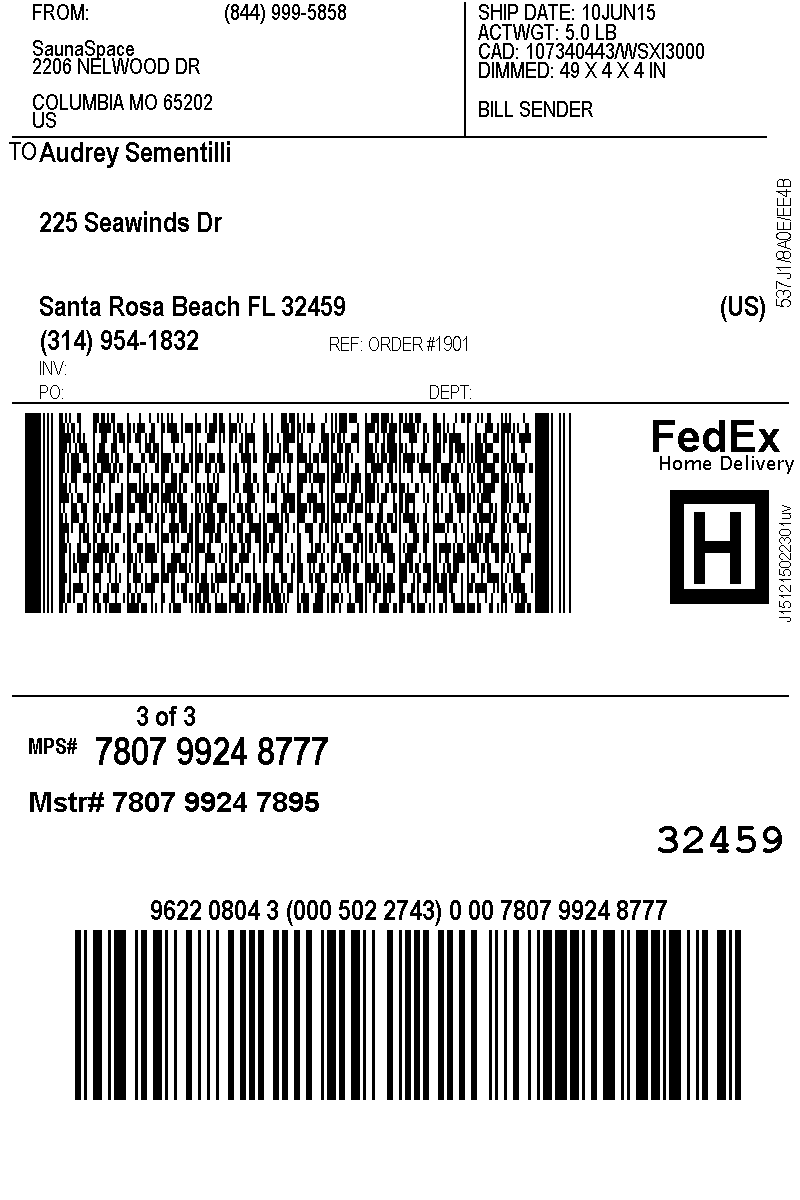 FROM: (844) 999-5858
SaunaSpace
2206 NELWOOD DR
COLUMBIA MO 65202
US
SHIP DATE: 10JUN15
ACTWGT: 5.0 LB
CAD: 107340443/WSXI3000
DIMMED: 49 X 4 X 4 IN
BILL SENDER
TO Audrey Sementilli
225 Seawinds Dr
Santa Rosa Beach FL 32459 (US)
(314) 954-1832 REF: ORDER #1901
INV:
PO: DEPT:
537J1/8A0E/EE4B
FedEx
Home Delivery
H
J151215022301uv
3 of 3
MPS# 7807 9924 8777
Mstr# 7807 9924 7895
32459
9622 0804 3 (000 502 2743) 0 00 7807 9924 8777